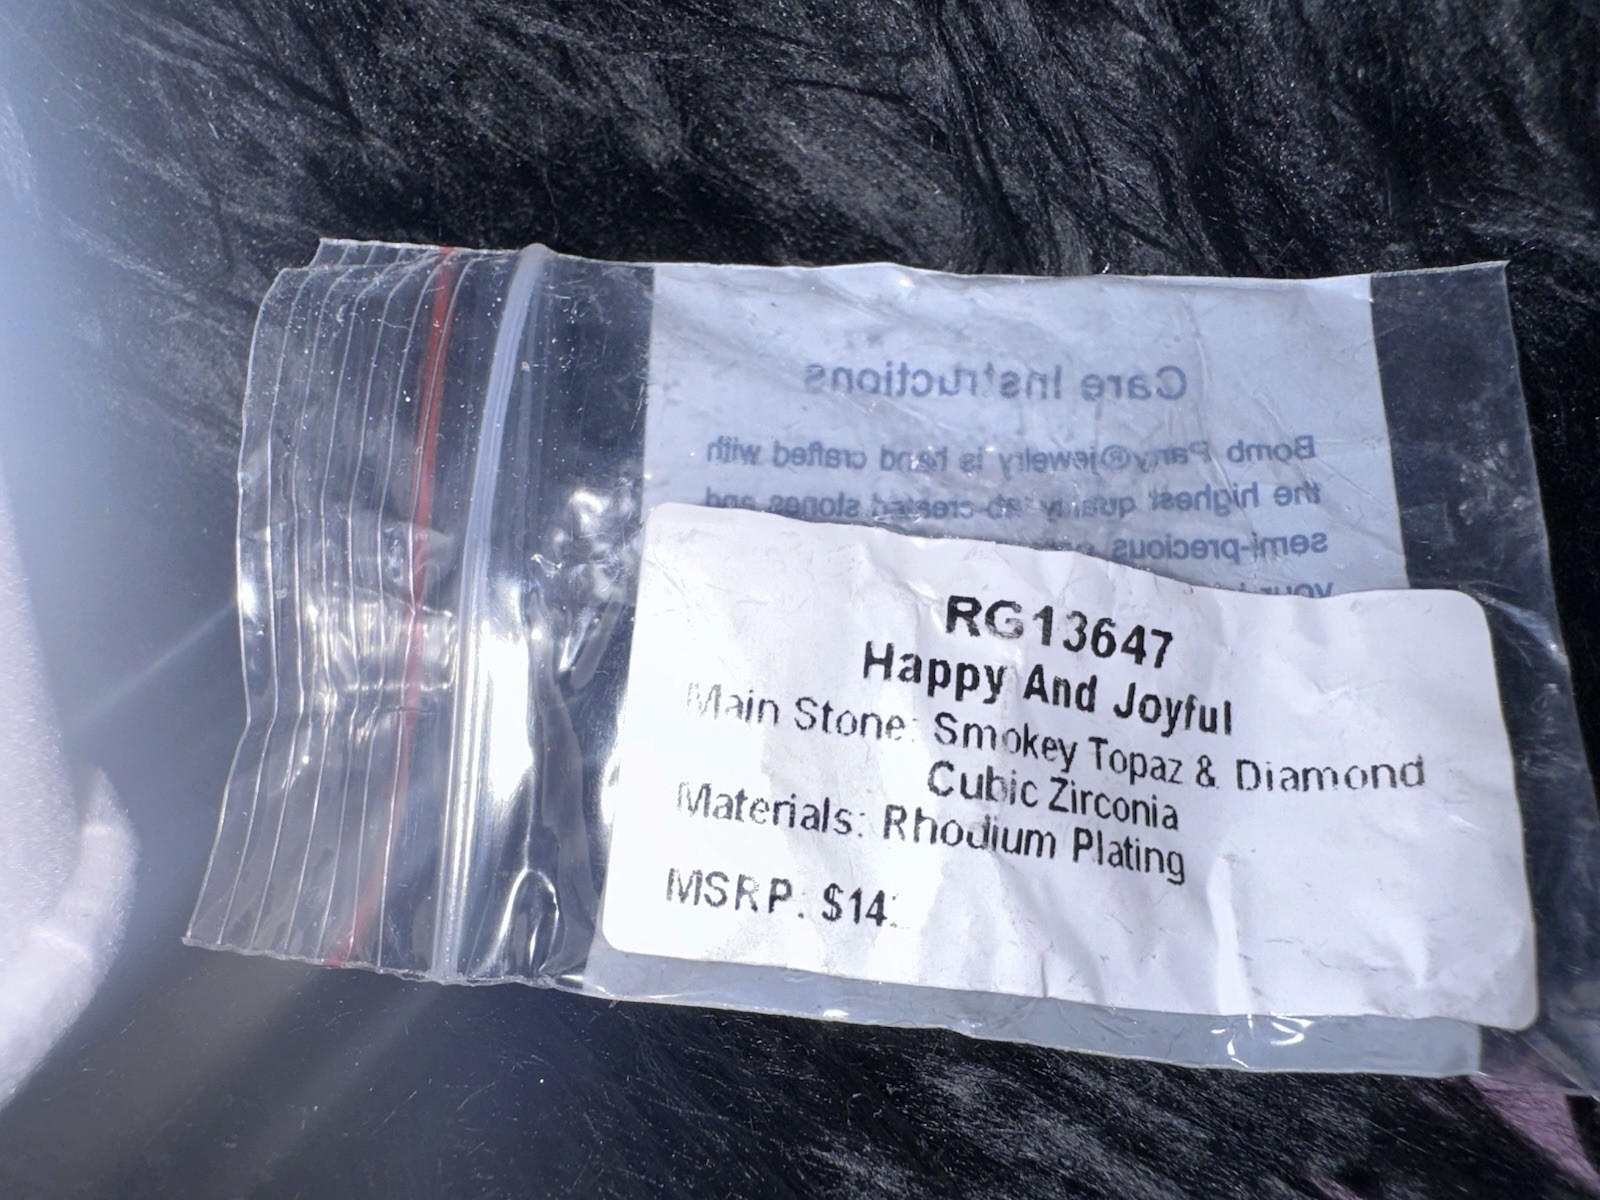 Care Instructions
Bomb Party® jewelry is hand crafted with
the highest quality lab-created stones and
semi-precious
RG13647
Happy And Joyful
Main Stone: Smokey Topaz & Diamond
Cubic Zirconia
Materials: Rhodium Plating
MSRP: $14